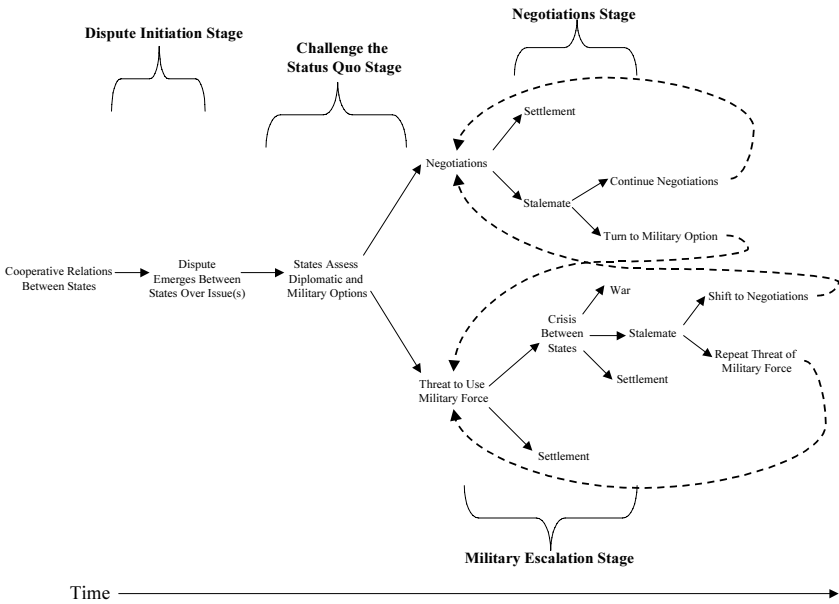 Negotiations Stage
Dispute Initiation Stage
Challenge the
Status Quo Stage
Settlement
Negotiations
Continue Negotiations
Stalemate
Turn to Military Option
Cooperative Relations
Between States
Dispute
Emerges Between
States Over Issue(s)
States Assess
Diplomatic and
Military Options
War
Shift to Negotiations
Crisis
Between
States
Stalemate
Repeat Threat of
Military Force
Settlement
Threat to Use
Military Force
Settlement
Military Escalation Stage
Time